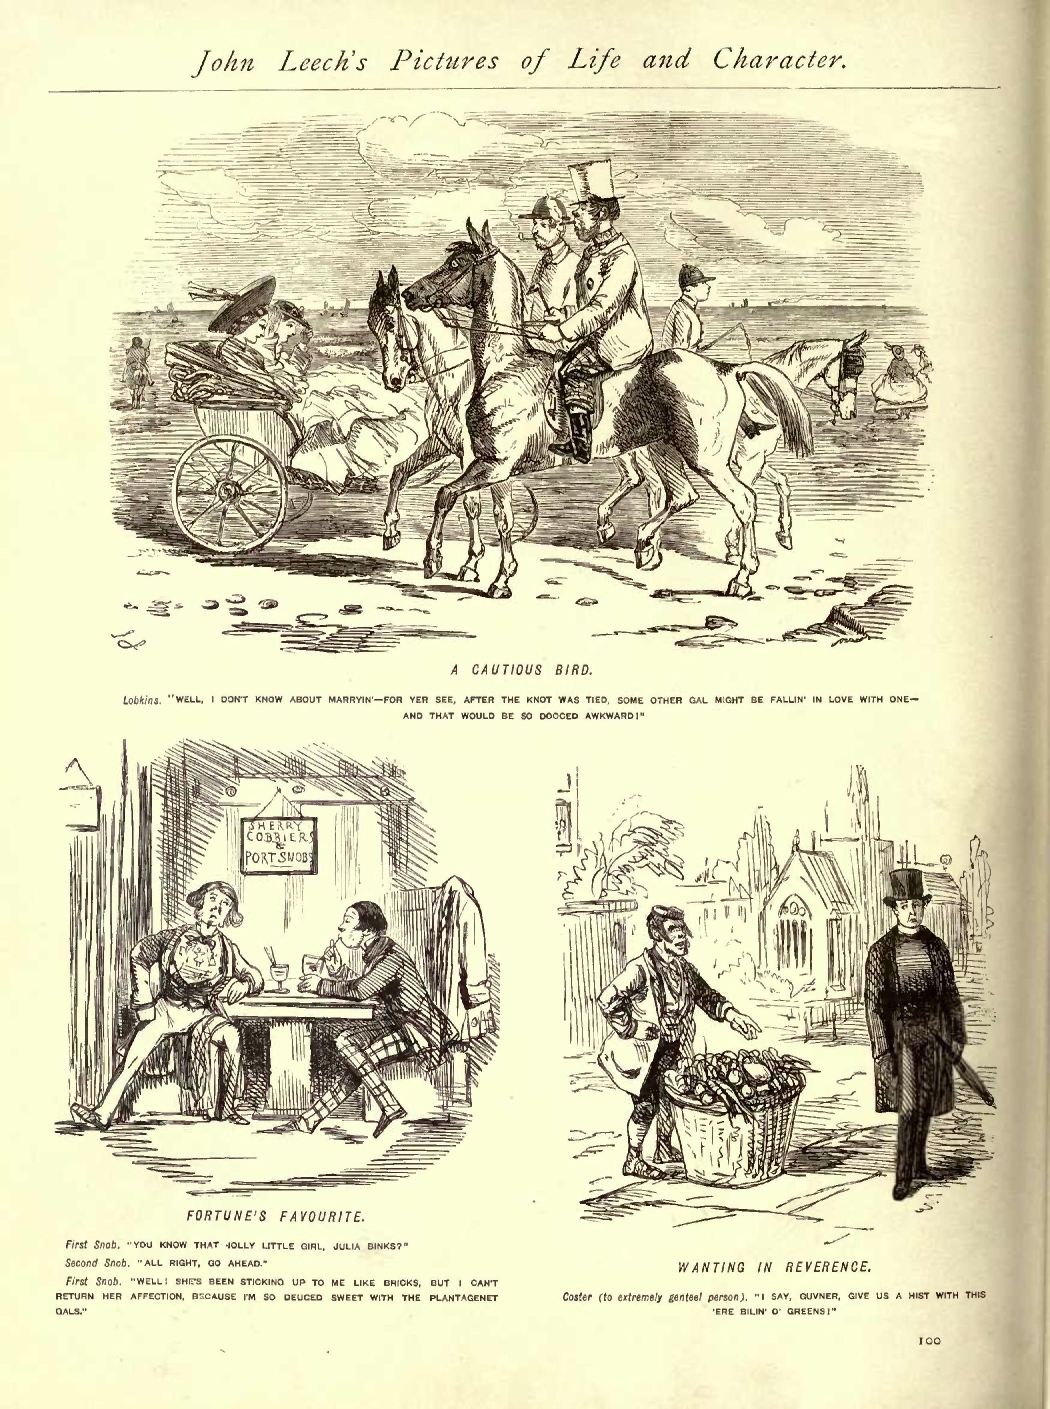 John Leech's Pictures of Life and Character.
A CAUTIOUS BIRD.
Lobkins. "WELL, I DON'T KNOW ABOUT MARRYIN'—FOR YER SEE, AFTER THE KNOT WAS TIED, SOME OTHER GAL MIGHT BE FALLIN' IN LOVE WITH ONE—
AND THAT WOULD BE SO DOOCED AWKWARD!"
SHERRY
COBBLERS
&
PORT SNOBS
FORTUNE'S FAVOURITE.
First Snob. "YOU KNOW THAT JOLLY LITTLE GIRL, JULIA BINKS?"
Second Snob. "ALL RIGHT, GO AHEAD."
First Snob. "WELL! SHE'S BEEN STICKING UP TO ME LIKE BRICKS, BUT I CAN'T
RETURN HER AFFECTION, BECAUSE I'M SO DEUCED SWEET WITH THE PLANTAGENET
GALS."
WANTING IN REVERENCE.
Coster (to extremely genteel person). "I SAY, GUVNER, GIVE US A HIST WITH THIS
'ERE BILIN' O' GREENS!"
100